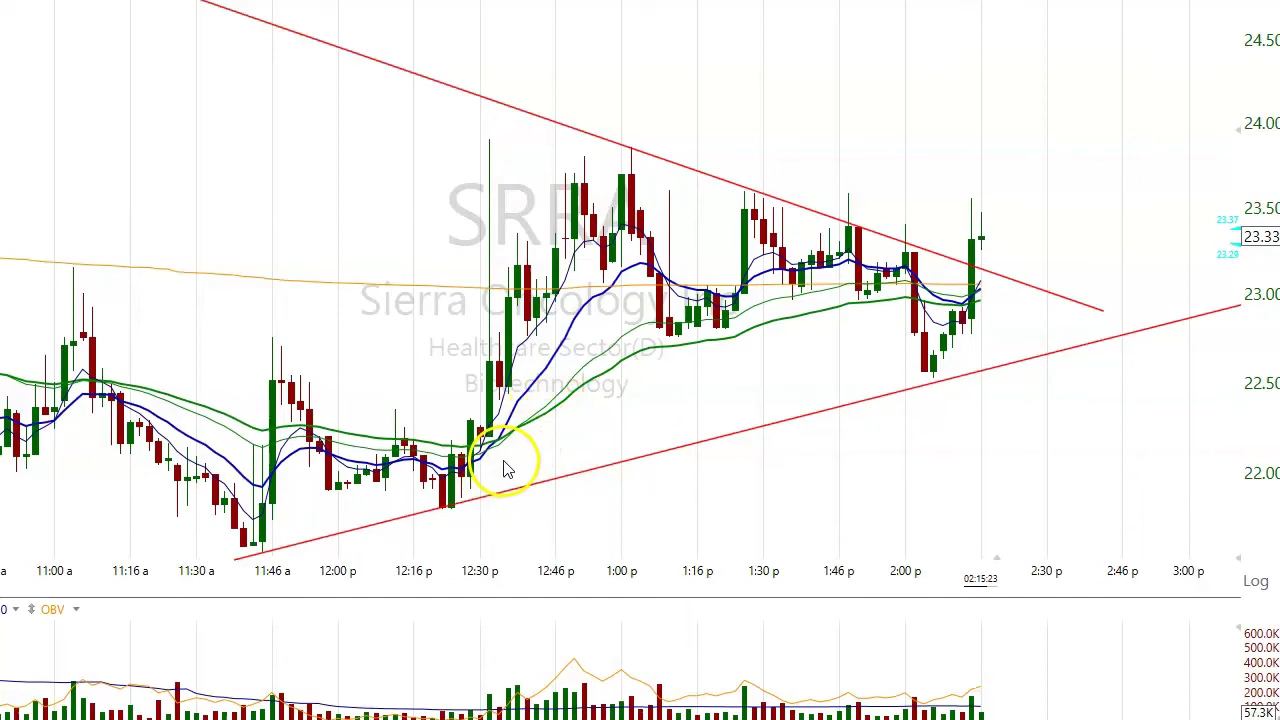 24.50
24.00
SRRA
23.50
23.37
23.33
23.29
Sierra Oncology
23.00
Healthcare Sector(D)
Biotechnology
22.50
22.00
a 11:00 a 11:16 a 11:30 a 11:46 a 12:00 p 12:16 p 12:30 p 12:46 p 1:00 p 1:16 p 1:30 p 1:46 p 2:00 p 02:15:23 2:30 p 2:46 p 3:00 p
Log
0 OBV
600.0K
500.0K
400.0K
300.0K
200.0K
57.3K